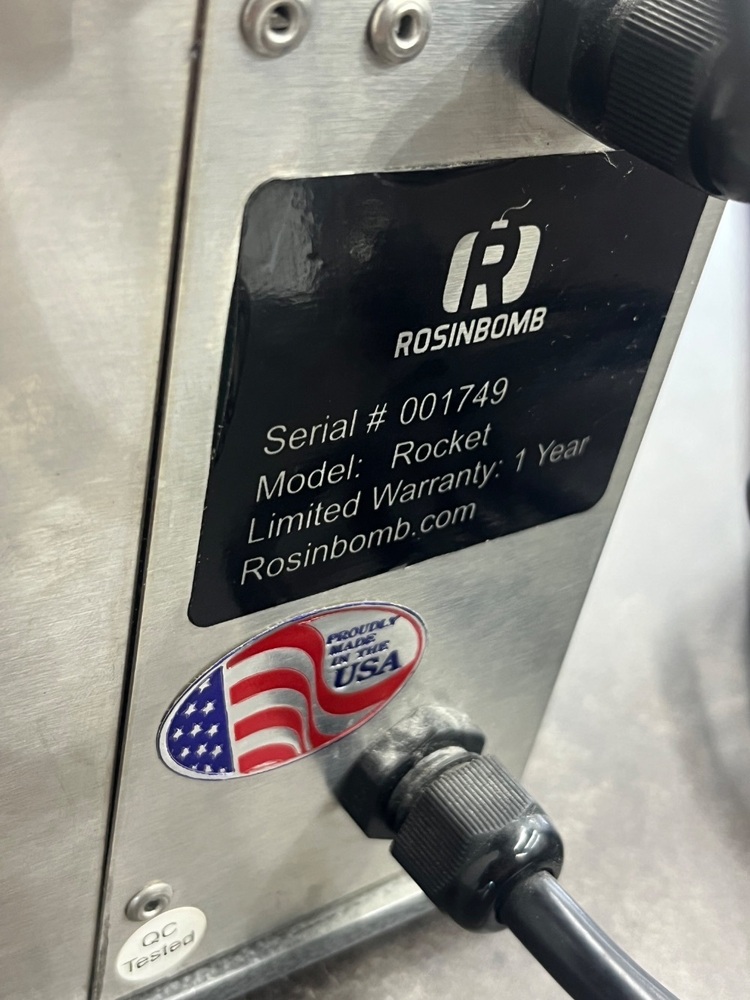 R
ROSINBOMB
Serial # 001749
Model: Rocket
Limited Warranty: 1 Year
Rosinbomb.com
PROUDLY
MADE
IN THE
USA
QC
Tested